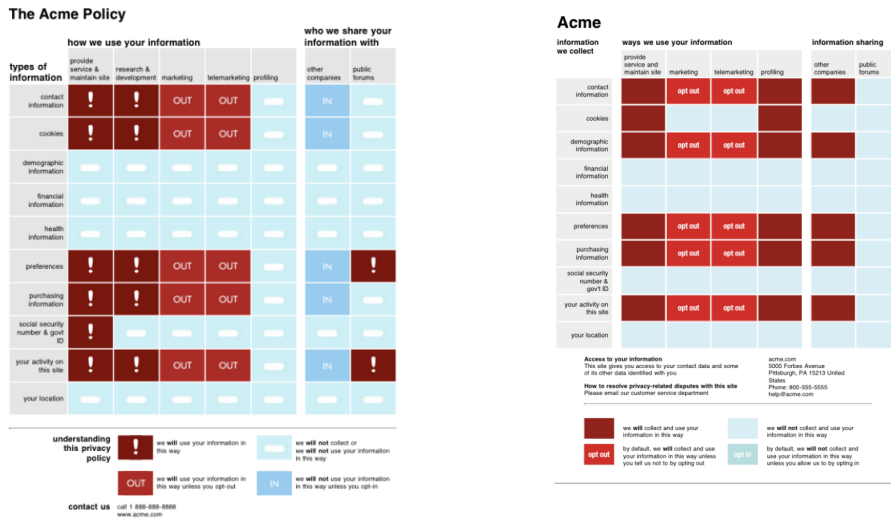 The Acme Policy
how we use your information
who we share your
information with
types of
information
provide
service &
maintain site
research &
development
marketing
telemarketing
profiling
other
companies
public
forums
contact
information
! ! OUT OUT IN
cookies
! ! OUT OUT IN
demographic
information
financial
information
health
information
preferences
! ! OUT OUT IN !
purchasing
information
! ! OUT OUT IN
social security
number & govt
ID
!
your activity on
this site
! ! OUT OUT IN !
your location
understanding
this privacy
policy
!
we will use your information in
this way
we will not collect or
we will not use your information
in this way
OUT
we will use your information in
this way unless you opt-out
IN
we will not use your information
in this way unless you opt-in
contact us
call 1 888-888-8888
www.acme.com
Acme
information
we collect
ways we use your information
information sharing
provide
service and
maintain site
marketing
telemarketing
profiling
other
companies
public
forums
contact
information
opt out opt out
cookies
demographic
information
opt out opt out
financial
information
health
information
preferences
opt out opt out
purchasing
information
opt out opt out
social security
number &
gov't ID
your activity on
this site
opt out opt out
your location
Access to your information
This site gives you access to your contact data and some
of its other data identified with you
How to resolve privacy-related disputes with this site
Please email our customer service department
acme.com
5000 Forbes Avenue
Pittsburgh, PA 15213 United
States
Phone: 800-555-5555
help@acme.com
we will collect and use your
information in this way
we will not collect and use your
information in this way
opt out
by default, we will collect and use
your information in this way unless
you tell us not to by opting out
opt in
by default, we will not collect and
use your information in this way
unless you allow us to by opting in